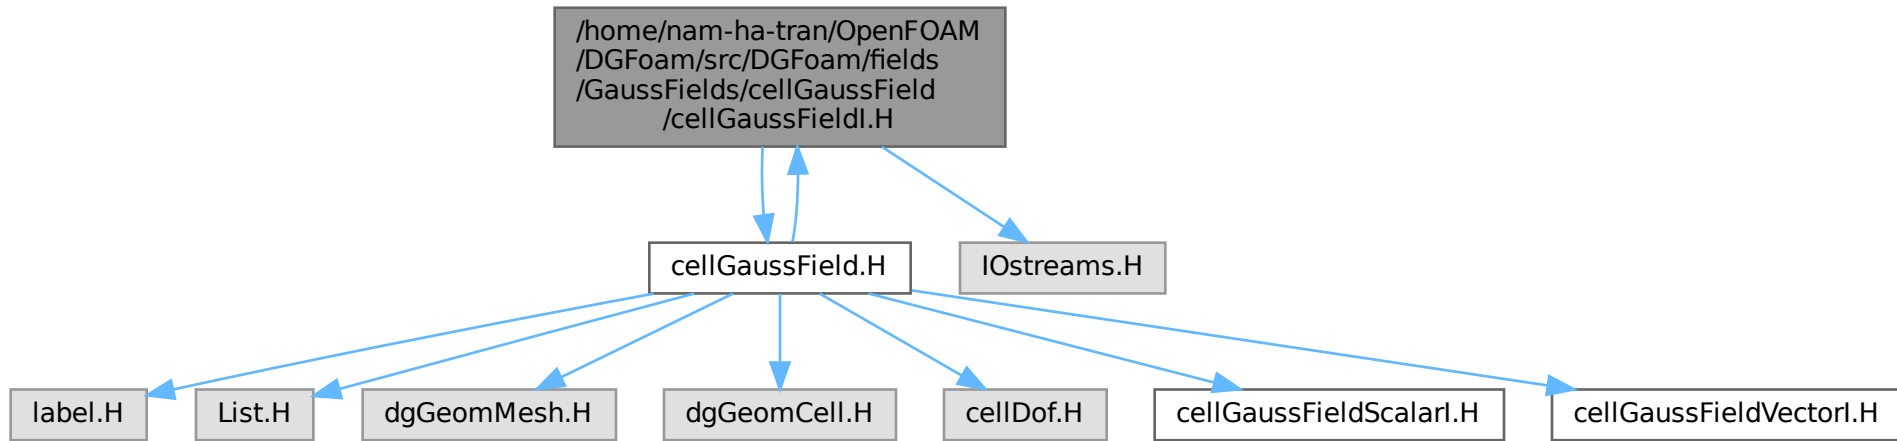 /home/nam-ha-tran/OpenFOAM
/DGFoam/src/DGFoam/fields
/GaussFields/cellGaussField
/cellGaussFieldI.H
cellGaussField.H
IOstreams.H
label.H
List.H
dgGeomMesh.H
dgGeomCell.H
cellDof.H
cellGaussFieldScalarI.H
cellGaussFieldVectorI.H